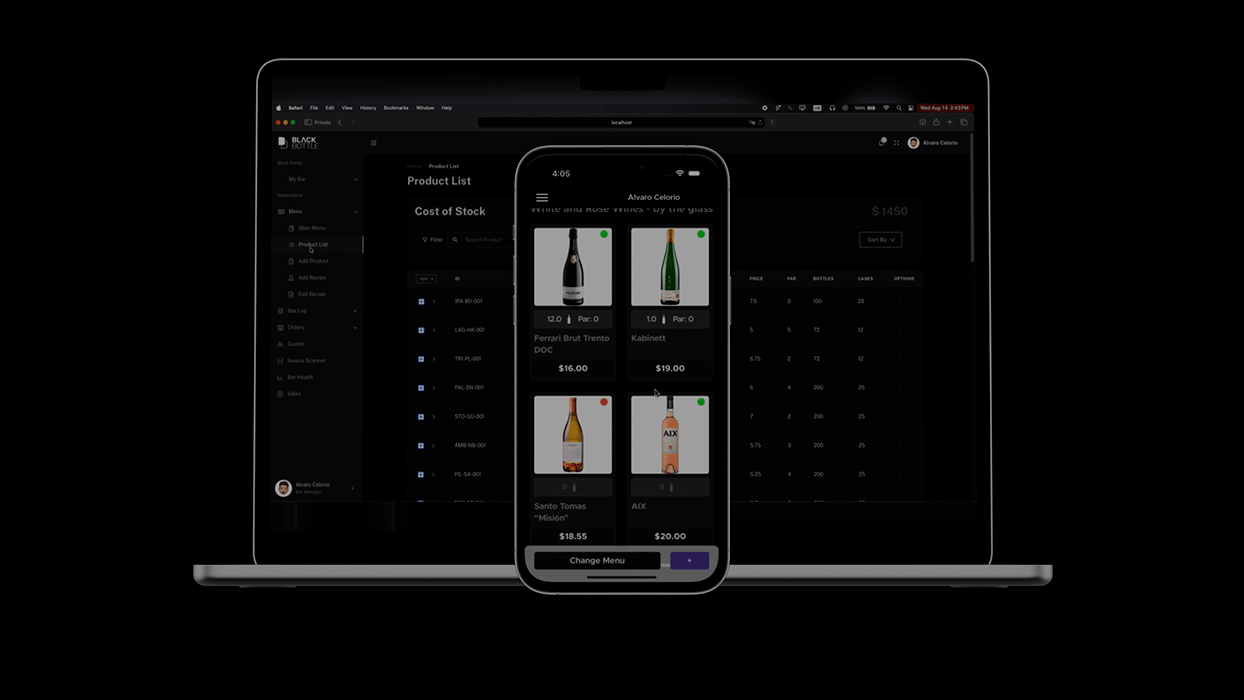 Safari File Edit View History Bookmarks Window Help
100%
Wed Aug 14 2:43PM
Private
localhost
BLACK
BOTTLE
Alvaro Celorio
Black Bottle
My Bar
Applications
Menu
Main Menu
Product List
Add Product
Add Recipe
Edit Recipe
Bar Log
Orders
Guests
Invoice Scanner
Bar Health
Sales
Alvaro Celorio
Bar Manager
Home Product List
Product List
Cost of Stock
$ 1450
Filter
Search Product
Sort By
ID
PRICE PAR BOTTLES CASES OPTIONS
IPA-BD-001 7.5 3 100 20
LAG-HK-001 5 5 72 12
TRI-PL-001 8.75 2 72 12
PAL-SN-001 6 4 200 25
STO-GU-001 7 2 200 25
AMB-NB-001 5.75 3 200 25
PIL-SA-001 5.25 4 200 25
4:05
Alvaro Celorio
White and Rose Wines - by the glass
12.0 Par: 0
Ferrari Brut Trento
DOC
$16.00
1.0 Par: 0
Kabinett
$19.00
0
Santo Tomas
“Misión”
$18.55
AIX
0
AIX
$20.00
Change Menu
+